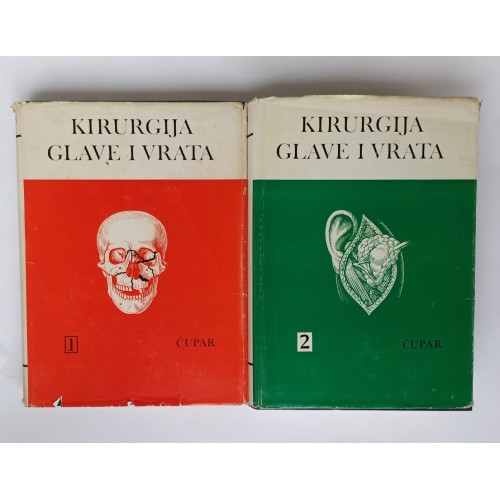 KIRURGIJA
GLAVE I VRATA
1
ČUPAR
KIRURGIJA
GLAVE I VRATA
2
ČUPAR